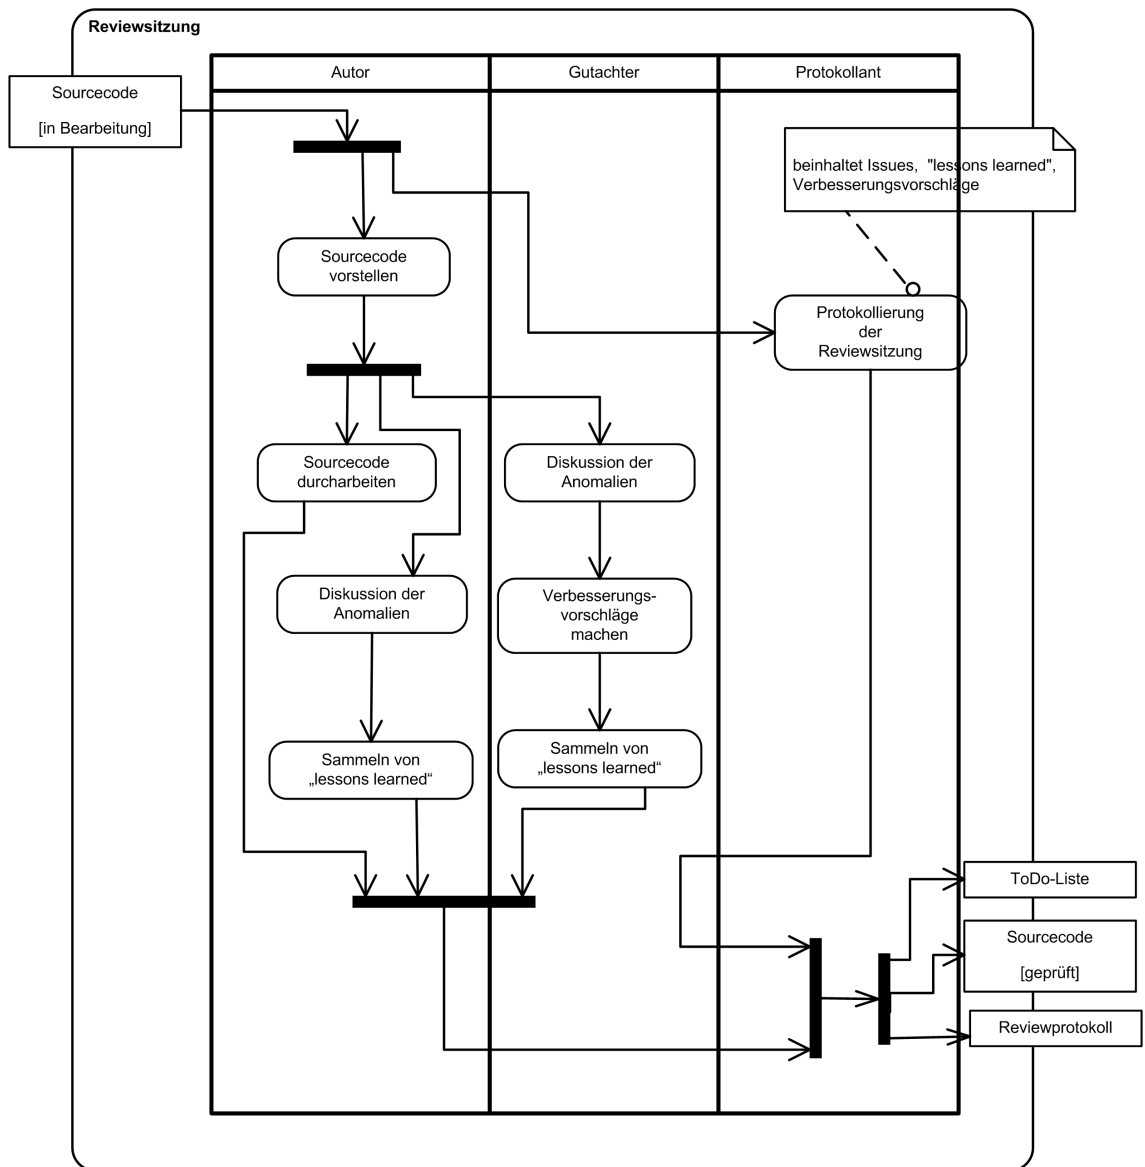 Reviewsitzung
Autor
Gutachter
Protokollant
Sourcecode
[in Bearbeitung]
beinhaltet Issues, "lessons learned",
Verbesserungsvorschläge
Sourcecode
vorstellen
Protokollierung
der
Reviewsitzung
Sourcecode
durcharbeiten
Diskussion der
Anomalien
Diskussion der
Anomalien
Verbesserungs-
vorschläge
machen
Sammeln von
„lessons learned“
Sammeln von
„lessons learned“
ToDo-Liste
Sourcecode
[geprüft]
Reviewprotokoll